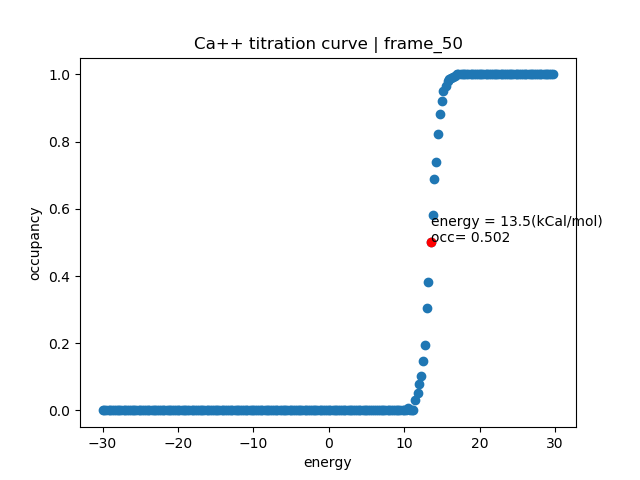 Ca++ titration curve | frame_50
1.0
0.8
0.6
0.4
0.2
0.0
occupancy
energy = 13.5(kCal/mol)
occ= 0.502
−30 −20 −10 0 10 20 30
energy